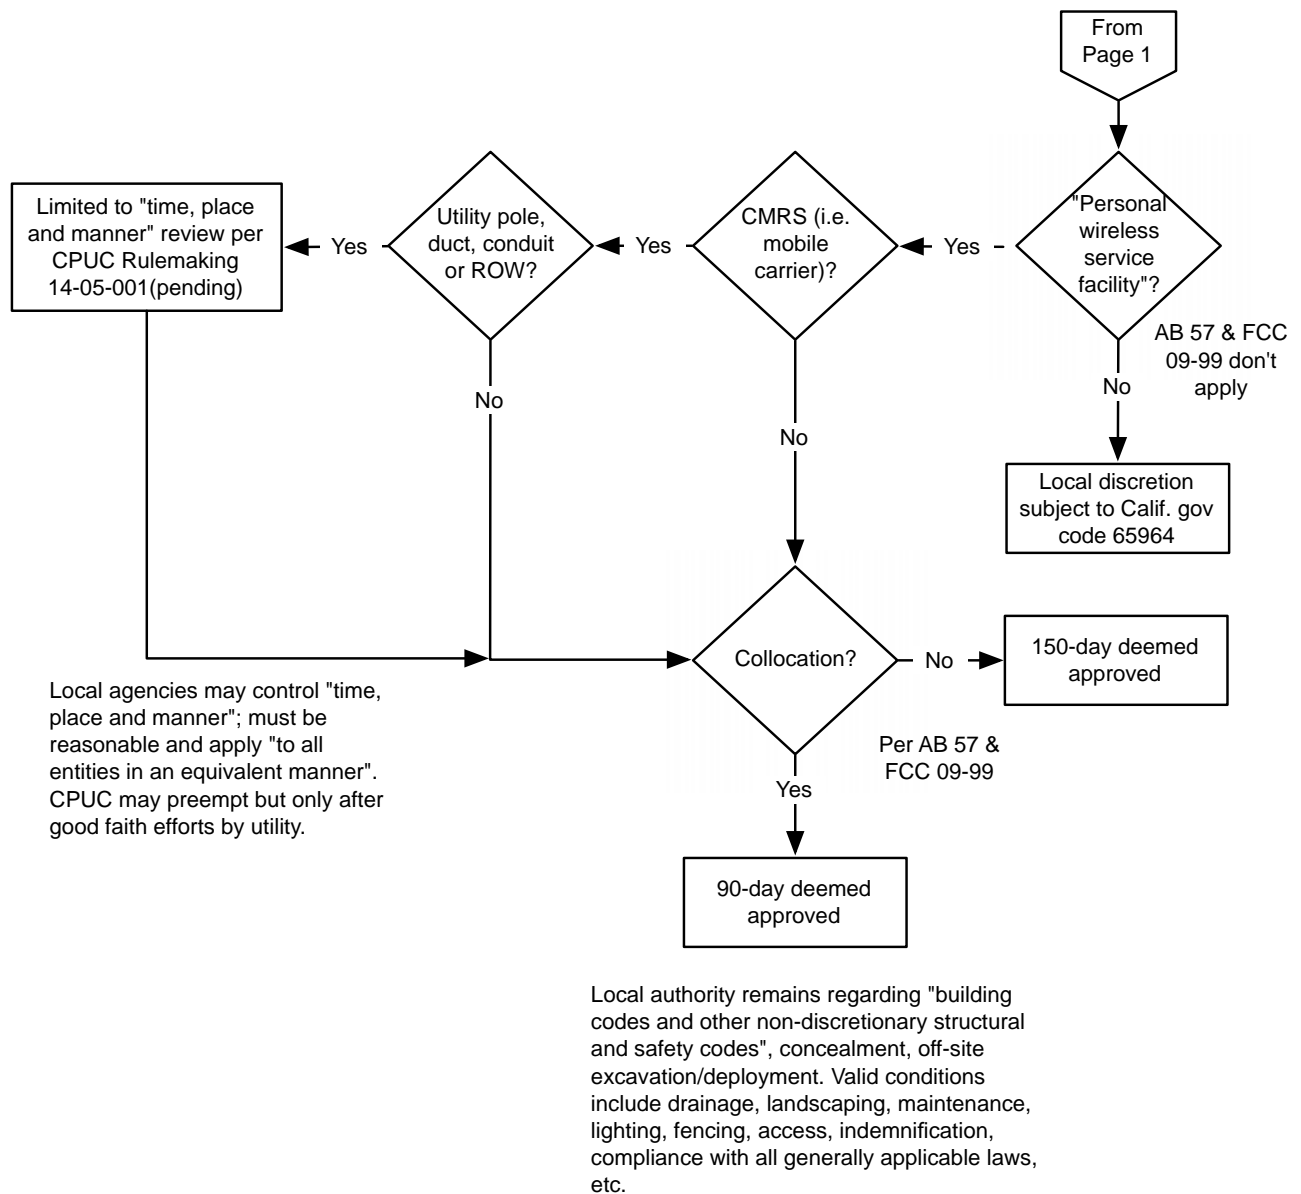 From
Page 1
"Personal
wireless
service
facility"?
Yes
CMRS (i.e.
mobile
carrier)?
Yes
Utility pole,
duct, conduit
or ROW?
Yes
Limited to "time, place
and manner" review per
CPUC Rulemaking
14-05-001(pending)
AB 57 & FCC
09-99 don't
apply
No
No
No
Local discretion
subject to Calif. gov
code 65964
Collocation?
No
150-day deemed
approved
Local agencies may control "time,
place and manner"; must be
reasonable and apply "to all
entities in an equivalent manner".
CPUC may preempt but only after
good faith efforts by utility.
Per AB 57 &
FCC 09-99
Yes
90-day deemed
approved
Local authority remains regarding "building
codes and other non-discretionary structural
and safety codes", concealment, off-site
excavation/deployment. Valid conditions
include drainage, landscaping, maintenance,
lighting, fencing, access, indemnification,
compliance with all generally applicable laws,
etc.